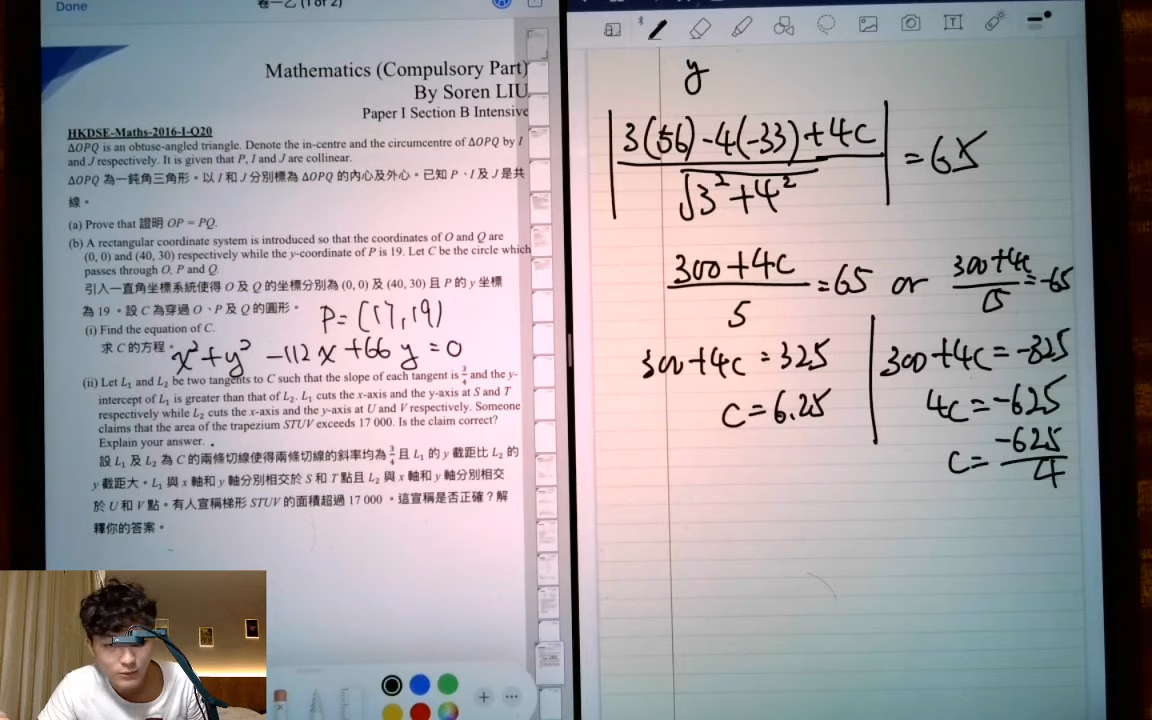 Done
卷一乙 (1 of 2)
Mathematics (Compulsory Part)
By Soren LIU
Paper I Section B Intensive
HKDSE-Maths-2016-I-Q20
ΔOPQ is an obtuse-angled triangle. Denote the in-centre and the circumcentre of ΔOPQ by I
and J respectively. It is given that P, I and J are collinear.
ΔOPQ 為一鈍角三角形。以 I 和 J 分別標為 ΔOPQ 的內心及外心。已知 P、I 及 J 是共
線。
(a) Prove that 證明 OP = PQ.
(b) A rectangular coordinate system is introduced so that the coordinates of O and Q are
(0, 0) and (40, 30) respectively while the y-coordinate of P is 19. Let C be the circle which
passes through O, P and Q.
引入一直角坐標系統使得 O 及 Q 的坐標分別為 (0, 0) 及 (40, 30) 且 P 的 y 坐標
為 19。設 C 為穿過 O、P 及 Q 的圓形。 P = (17,19)
(i) Find the equation of C.
求 C 的方程。 x² + y² - 112x + 66y = 0
(ii) Let L₁ and L₂ be two tangents to C such that the slope of each tangent is 3/4 and the y-
intercept of L₁ is greater than that of L₂. L₁ cuts the x-axis and the y-axis at S and T
respectively while L₂ cuts the x-axis and the y-axis at U and V respectively. Someone
claims that the area of the trapezium STUV exceeds 17 000. Is the claim correct?
Explain your answer.
設 L₁ 及 L₂ 為 C 的兩條切線使得兩條切線的斜率均為 3/4 且 L₁ 的 y 截距比 L₂ 的
y 截距大。L₁ 與 x 軸和 y 軸分別相交於 S 和 T 點且 L₂ 與 x 軸和 y 軸分別相交
於 U 和 V 點。有人宣稱梯形 STUV 的面積超過 17 000。這宣稱是否正確？解
釋你的答案。
y
|(3(56) - 4(-33) + 4c)/√(3² + 4²)| = 65
(300 + 4c)/5 = 65 or (300 + 4c)/5 = -65
300 + 4c = 325
c = 6.25
300 + 4c = -325
4c = -625
c = -625/4